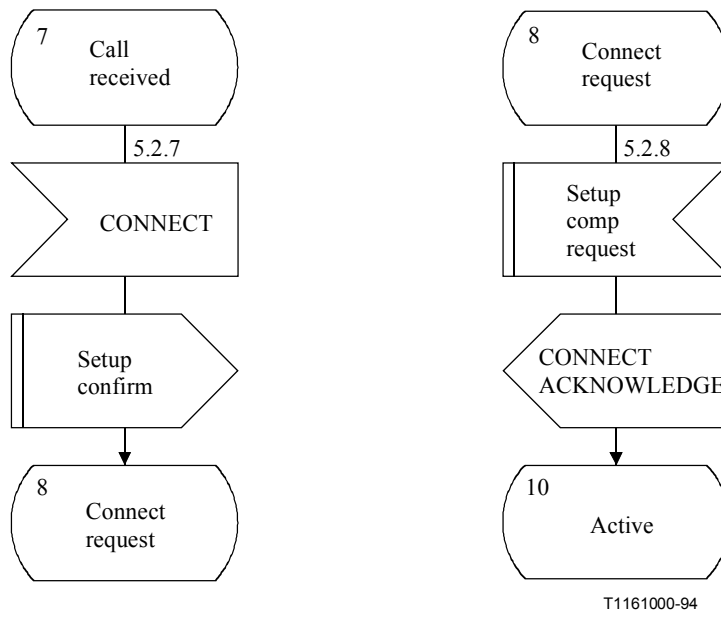 7
Call
received
5.2.7
CONNECT
Setup
confirm
8
Connect
request
8
Connect
request
5.2.8
Setup
comp
request
CONNECT
ACKNOWLEDGE
10
Active
T1161000-94